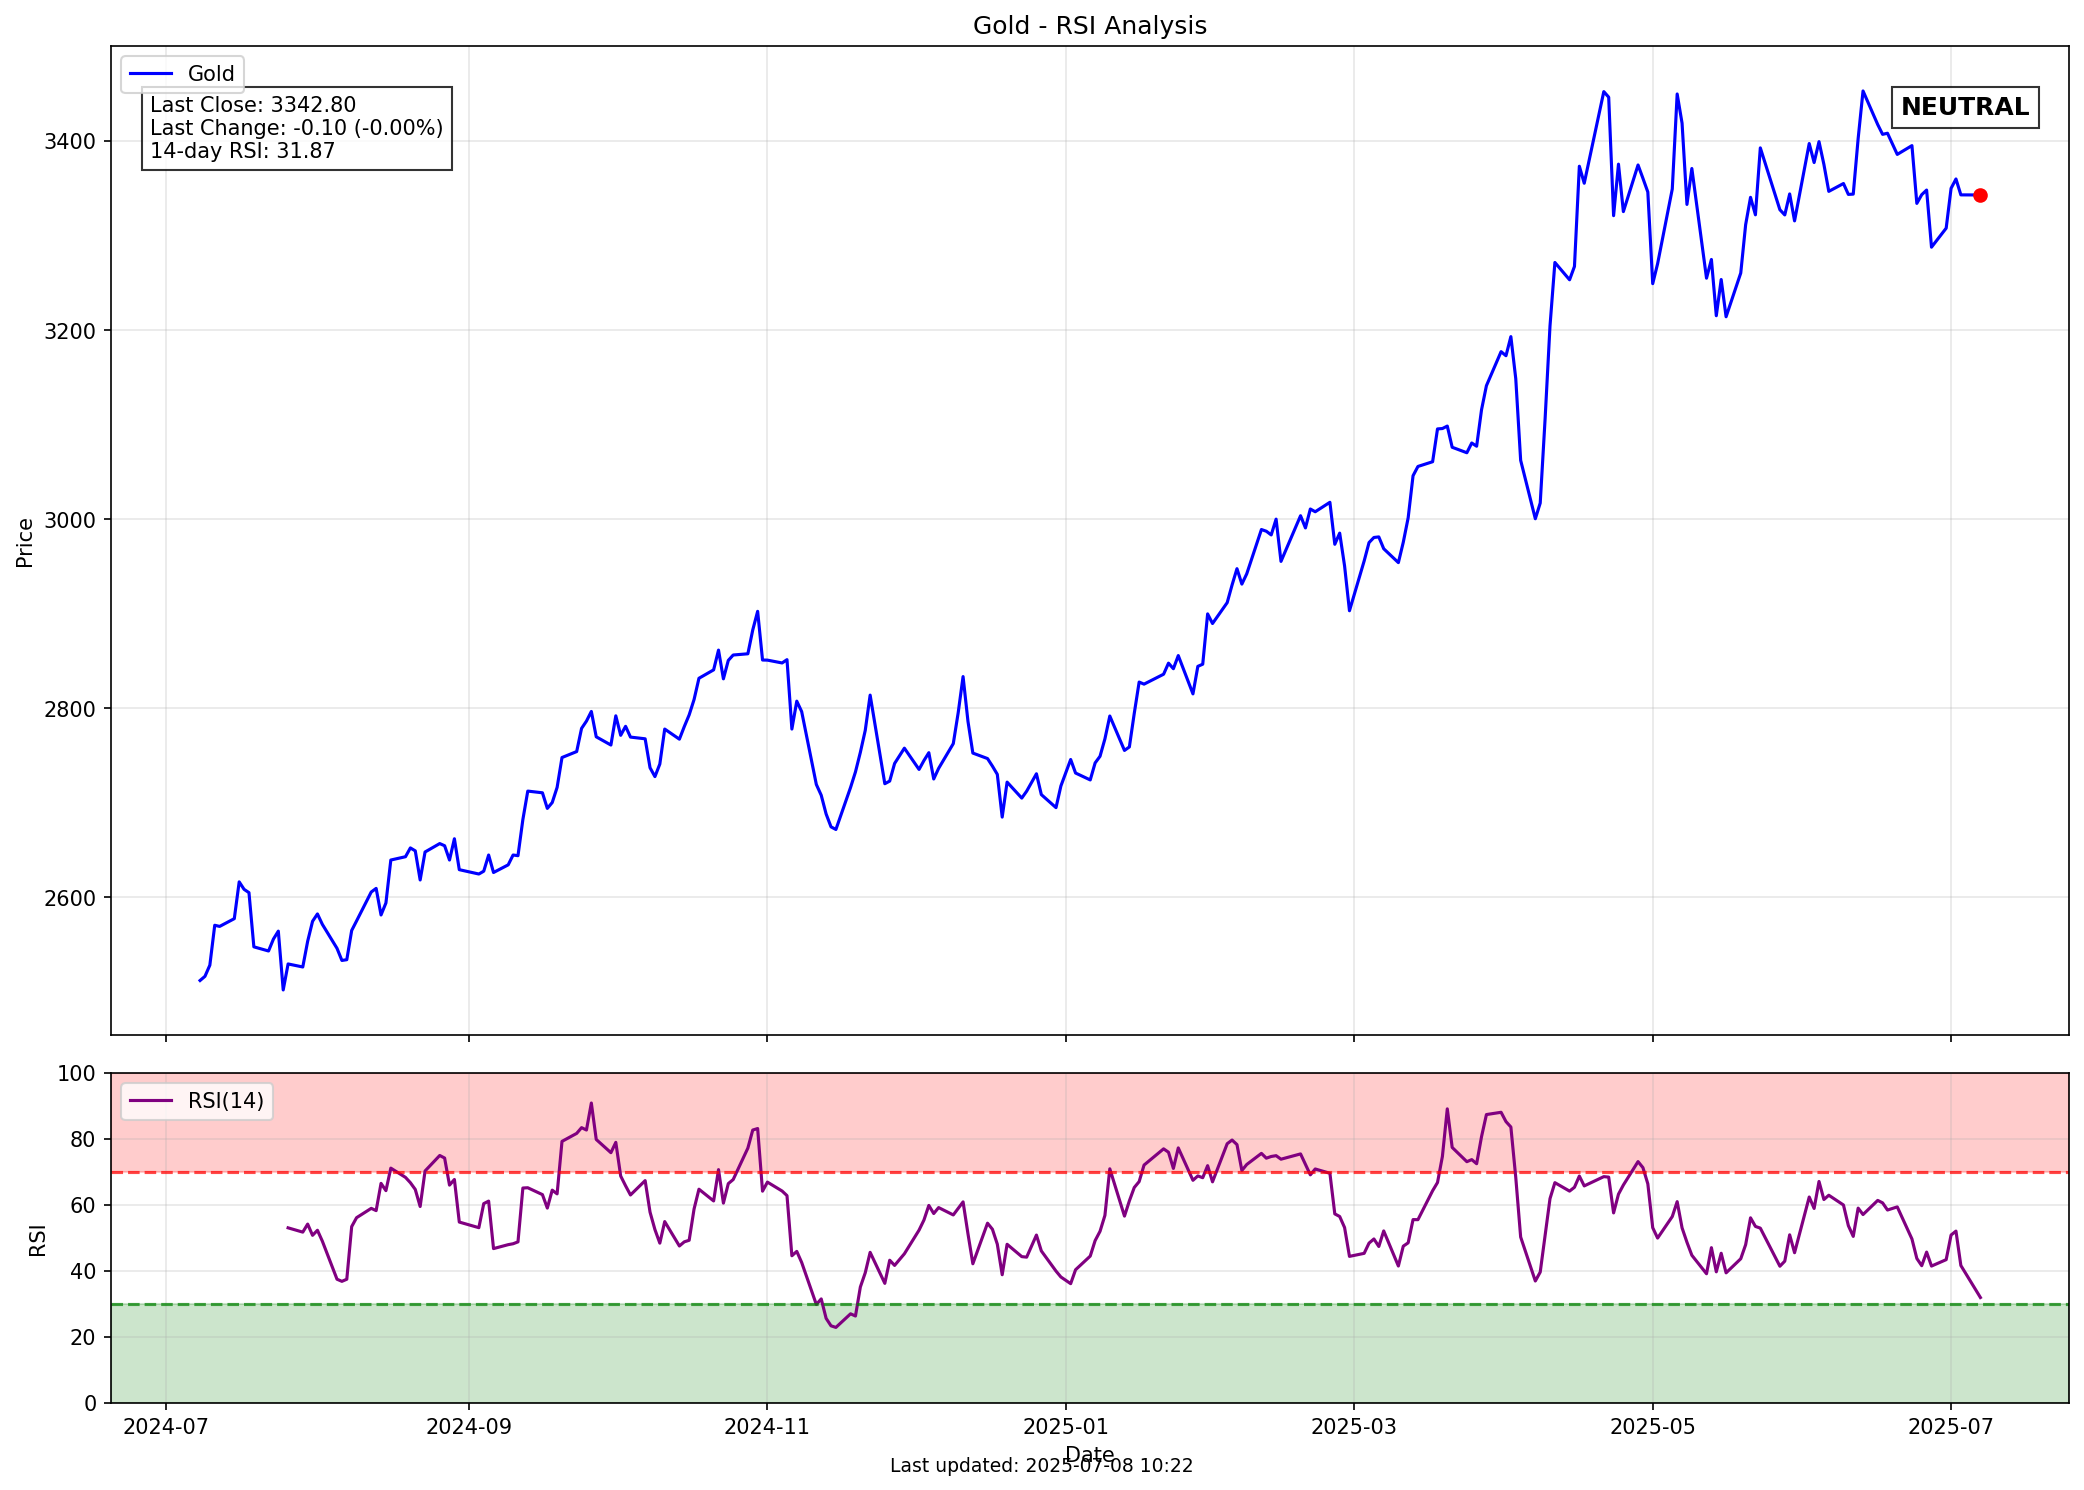 Gold - RSI Analysis
Gold
Last Close: 3342.80
Last Change: -0.10 (-0.00%)
14-day RSI: 31.87
NEUTRAL
3400
3200
3000
2800
2600
Price
RSI(14)
100
80
60
40
20
0
RSI
2024-07
2024-09
2024-11
2025-01
2025-03
2025-05
2025-07
Date
Last updated: 2025-07-08 10:22